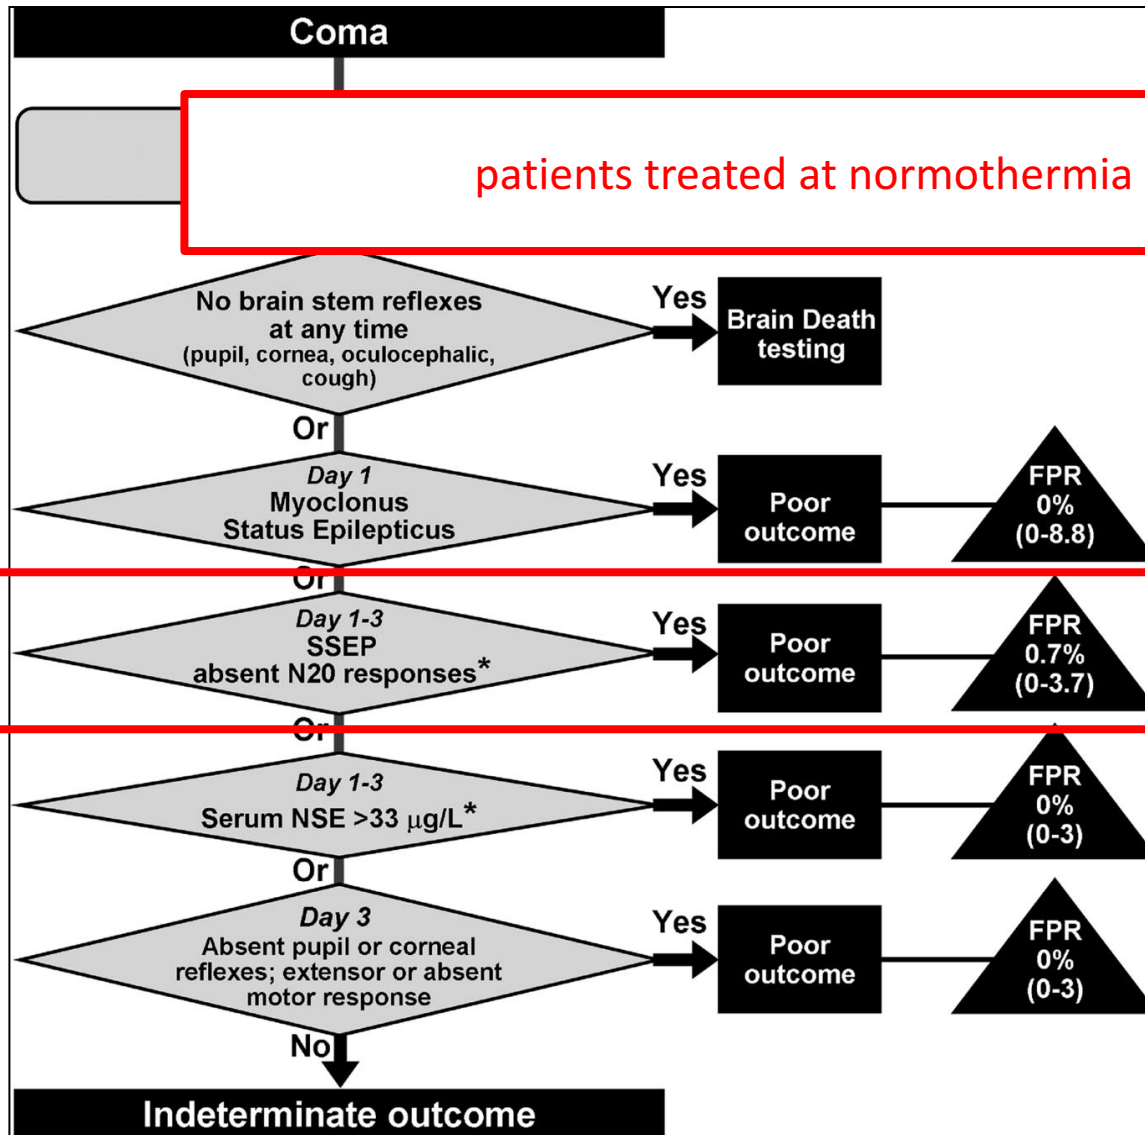 Coma
patients treated at normothermia
No brain stem reflexes
at any time
(pupil, cornea, oculocephalic,
cough)
Yes
Brain Death
testing
Or
Day 1
Myoclonus
Status Epilepticus
Yes
Poor
outcome
FPR
0%
(0-8.8)
Or
Day 1-3
SSEP
absent N20 responses*
Yes
Poor
outcome
FPR
0.7%
(0-3.7)
Or
Day 1-3
Serum NSE >33 μg/L*
Yes
Poor
outcome
FPR
0%
(0-3)
Or
Day 3
Absent pupil or corneal
reflexes; extensor or absent
motor response
Yes
Poor
outcome
FPR
0%
(0-3)
No
Indeterminate outcome